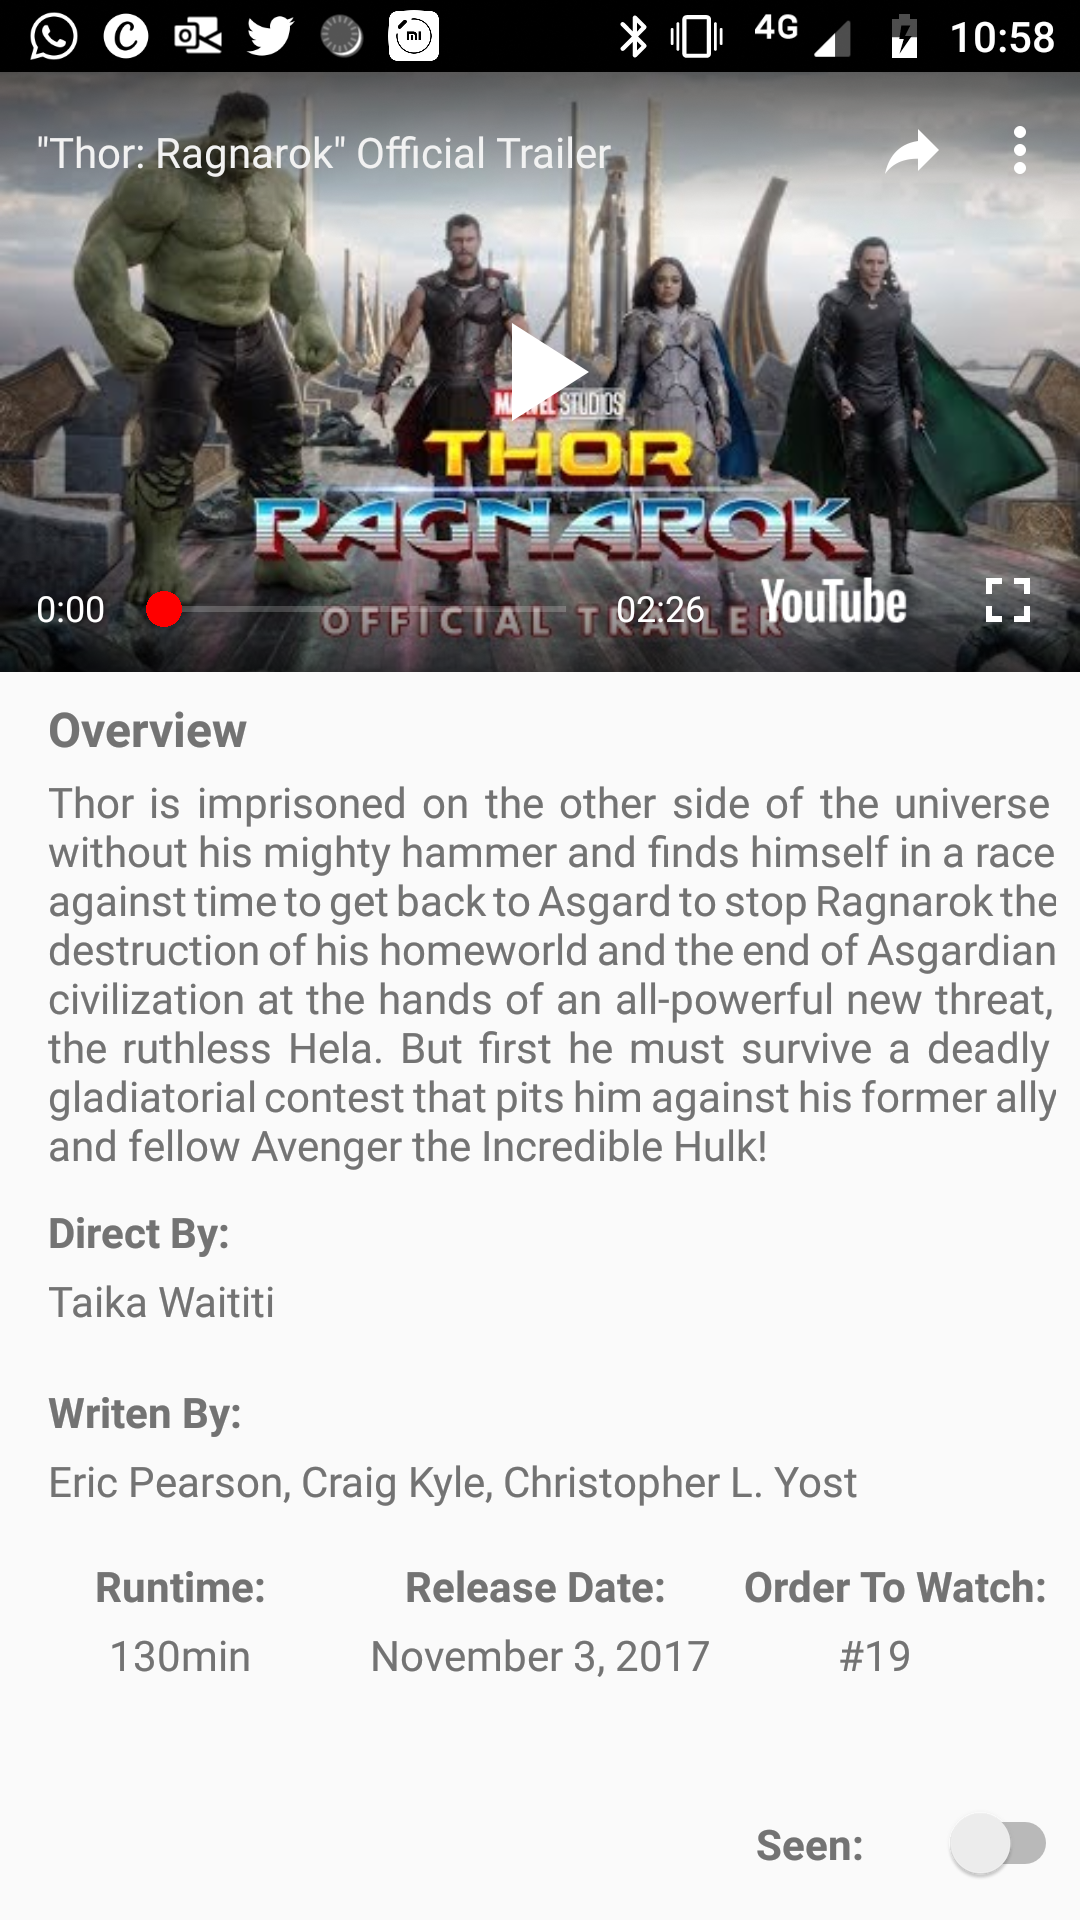 4G 10:58
"Thor: Ragnarok" Official Trailer
MARVEL STUDIOS
THOR
RAGNAROK
OFFICIAL TRAILER
0:00 02:26 YouTube
Overview
Thor is imprisoned on the other side of the universe
without his mighty hammer and finds himself in a race
against time to get back to Asgard to stop Ragnarok the
destruction of his homeworld and the end of Asgardian
civilization at the hands of an all-powerful new threat,
the ruthless Hela. But first he must survive a deadly
gladiatorial contest that pits him against his former ally
and fellow Avenger the Incredible Hulk!
Direct By:
Taika Waititi
Writen By:
Eric Pearson, Craig Kyle, Christopher L. Yost
Runtime: Release Date: Order To Watch:
130min November 3, 2017 #19
Seen: